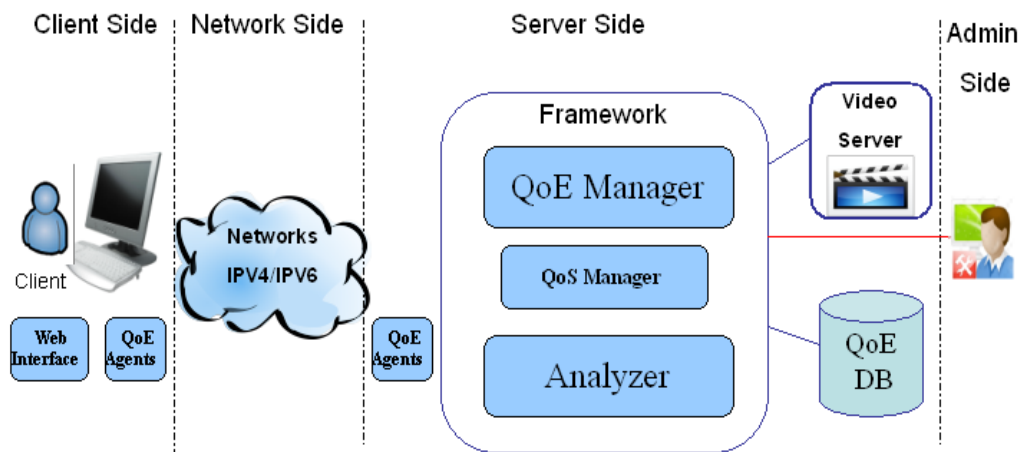 Client Side
Network Side
Server Side
Admin
Side
Framework
Video
Server
QoE Manager
Networks
IPV4/IPV6
QoS Manager
Client
Web
Interface
QoE
Agents
QoE
Agents
Analyzer
QoE
DB